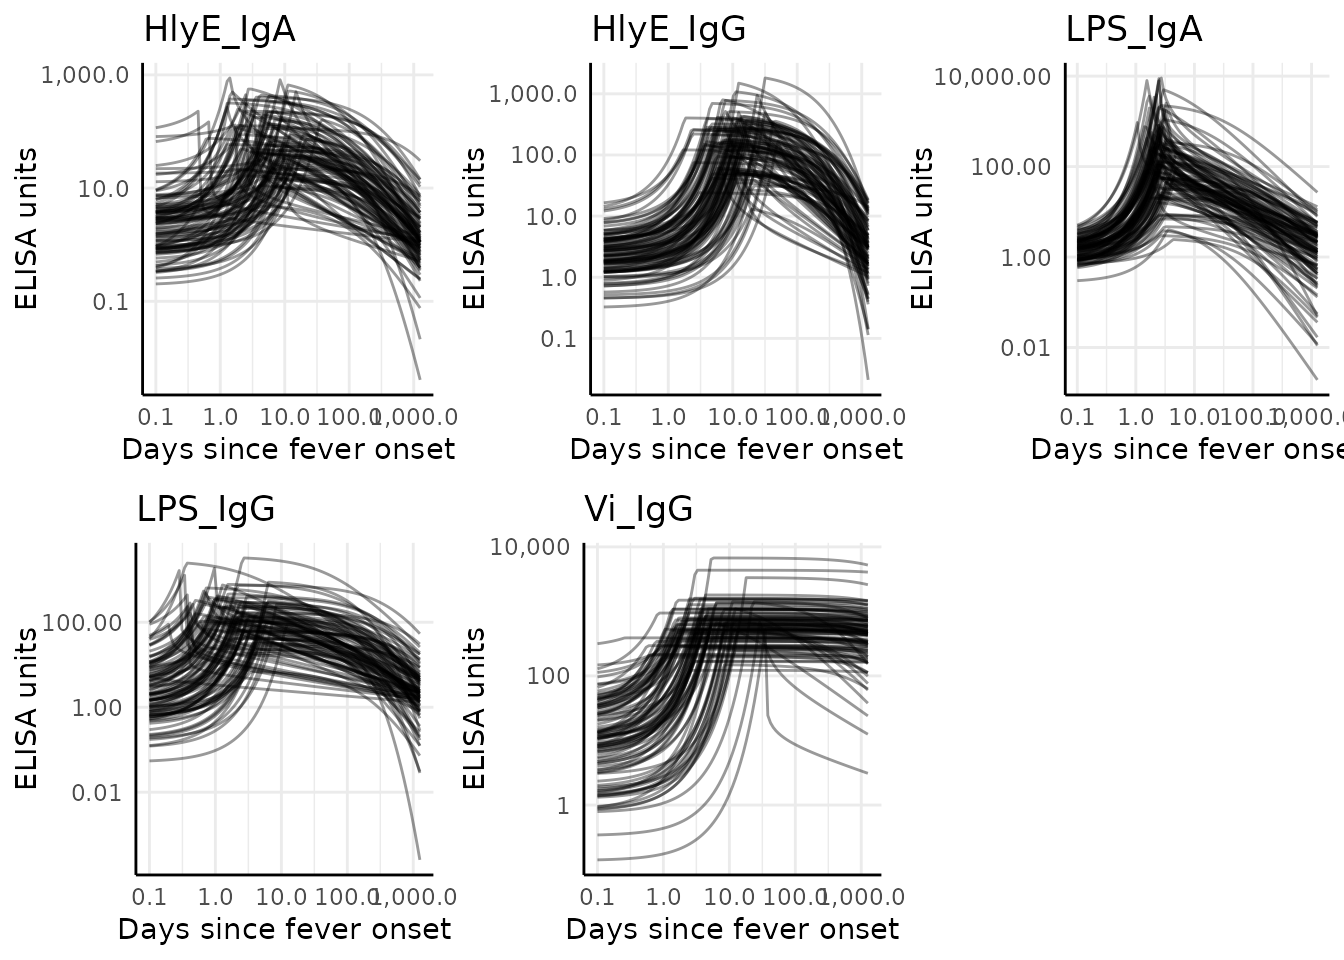 HlyE_IgA
HlyE_IgG
LPS_IgA
1,000.0
10.0
0.1
ELISA units
0.1 1.0 10.0 100.0 1,000.0
Days since fever onset
1,000.0
100.0
10.0
1.0
0.1
ELISA units
0.1 1.0 10.0 100.0 1,000.0
Days since fever onset
10,000.00
100.00
1.00
0.01
ELISA units
0.1 1.0 10.0 100.0 1,000.0
Days since fever onse
LPS_IgG
Vi_IgG
100.00
1.00
0.01
ELISA units
0.1 1.0 10.0 100.0 1,000.0
Days since fever onset
10,000
100
1
ELISA units
0.1 1.0 10.0 100.0 1,000.0
Days since fever onset